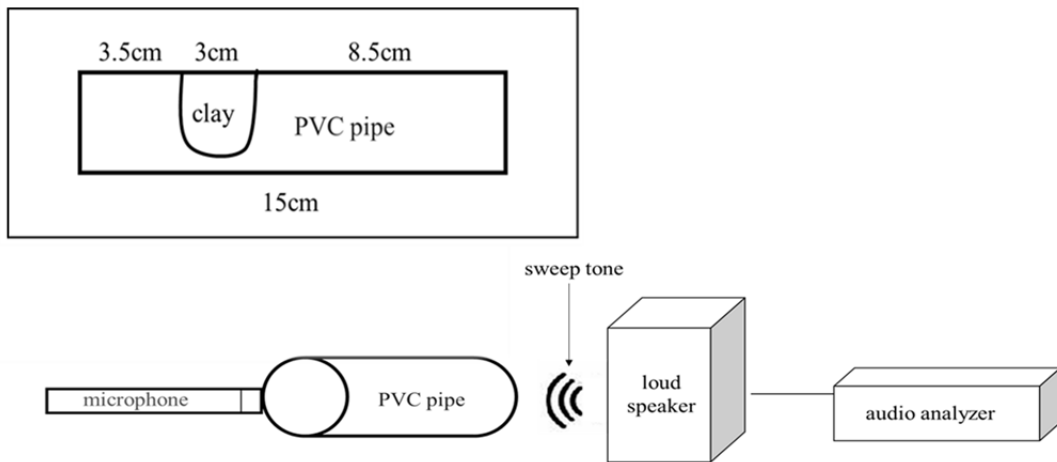 3.5cm 3cm 8.5cm
clay
PVC pipe
15cm
sweep tone
microphone
PVC pipe
loud
speaker
audio analyzer